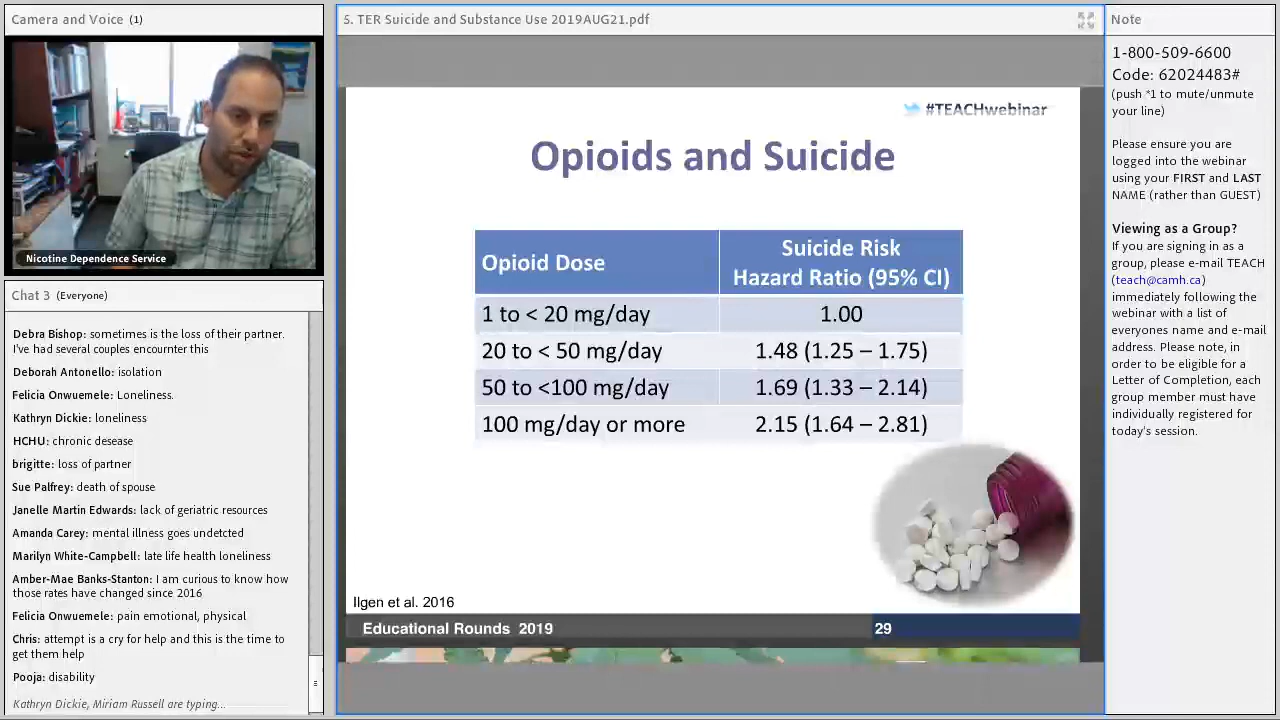 Camera and Voice (1)
Nicotine Dependence Service
Chat 3 (Everyone)
Debra Bishop: sometimes is the loss of their partner.
I've had several couples encournter this
Deborah Antonello: isolation
Felicia Onwuemele: Loneliness.
Kathryn Dickie: loneliness
HCHU: chronic desease
brigitte: loss of partner
Sue Palfrey: death of spouse
Janelle Martin Edwards: lack of geriatric resources
Amanda Carey: mental illness goes undetcted
Marilyn White-Campbell: late life health loneliness
Amber-Mae Banks-Stanton: I am curious to know how
those rates have changed since 2016
Felicia Onwuemele: pain emotional, physical
Chris: attempt is a cry for help and this is the time to
get them help
Pooja: disability
Kathryn Dickie, Miriam Russell are typing...
5. TER Suicide and Substance Use 2019AUG21.pdf
#TEACHwebinar
Opioids and Suicide
Opioid Dose
Suicide Risk
Hazard Ratio (95% CI)
1 to < 20 mg/day 1.00
20 to < 50 mg/day 1.48 (1.25 – 1.75)
50 to <100 mg/day 1.69 (1.33 – 2.14)
100 mg/day or more 2.15 (1.64 – 2.81)
Ilgen et al. 2016
Educational Rounds 2019 29
Note
1-800-509-6600
Code: 62024483#
(push *1 to mute/unmute
your line)
Please ensure you are
logged into the webinar
using your FIRST and LAST
NAME (rather than GUEST)
Viewing as a Group?
If you are signing in as a
group, please e-mail TEACH
(teach@camh.ca)
immediately following the
webinar with a list of
everyones name and e-mail
address. Please note, in
order to be eligible for a
Letter of Completion, each
group member must have
individually registered for
today's session.